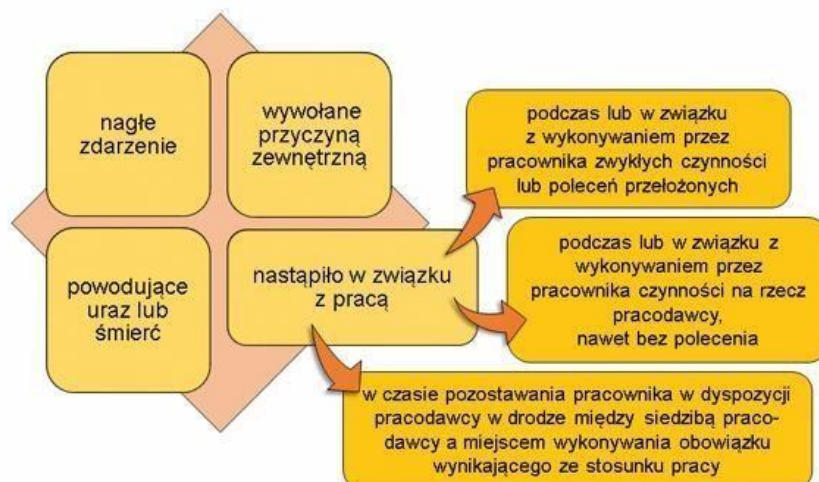 nagłe
zdarzenie
wywołane
przyczyną
zewnętrzną
powodujące
uraz lub
śmierć
nastąpiło w związku
z pracą
podczas lub w związku
z wykonywaniem przez
pracownika zwykłych czynności
lub poleceń przełożonych
podczas lub w związku z
wykonywaniem przez
pracownika czynności na rzecz
pracodawcy,
nawet bez polecenia
w czasie pozostawania pracownika w dyspozycji
pracodawcy w drodze między siedzibą praco-
dawcy a miejscem wykonywania obowiązku
wynikającego ze stosunku pracy